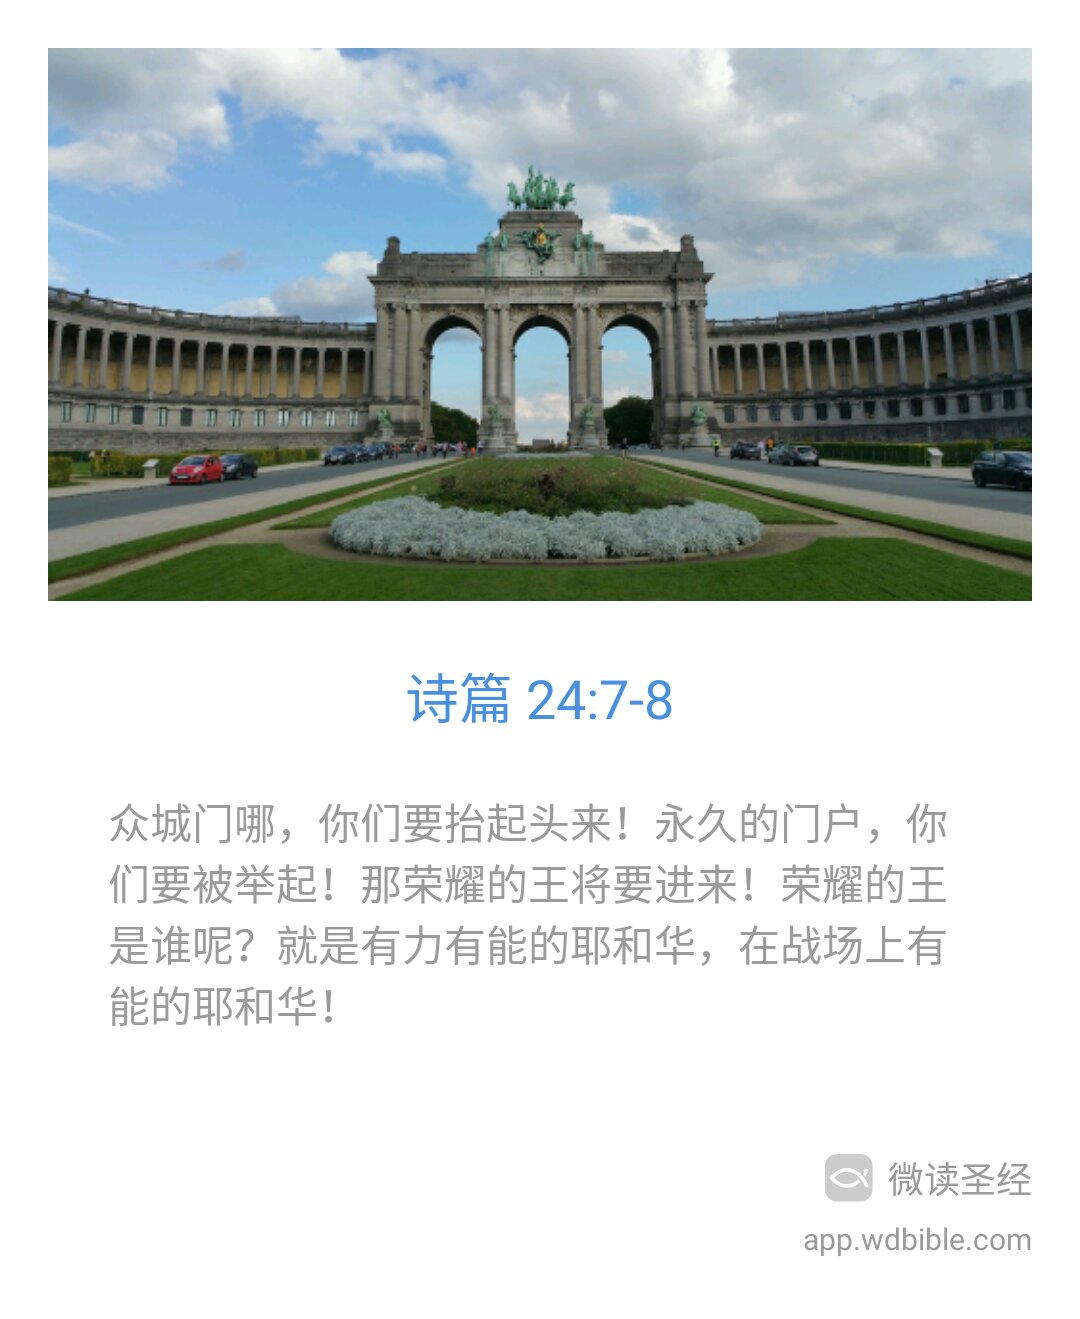 诗篇 24:7-8
众城门哪，你们要抬起头来！永久的门户，你
们要被举起！那荣耀的王将要进来！荣耀的王
是谁呢？就是有力有能的耶和华，在战场上有
能的耶和华！
微读圣经
app.wdbible.com